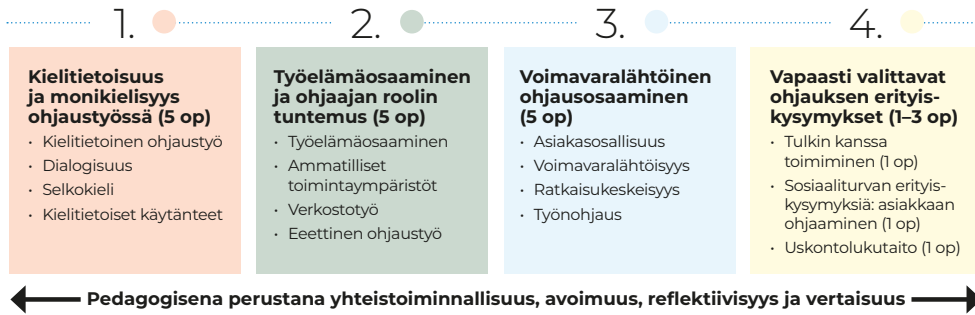 1.
Kielitietoisuus
ja monikielisyys
ohjaustyössä (5 op)
• Kielitietoinen ohjaustyö
• Dialogisuus
• Selkokieli
• Kielitietoiset käytänteet
2.
Työelämäosaaminen
ja ohjaajan roolin
tuntemus (5 op)
• Työelämäosaaminen
• Ammatilliset
toimintaympäristöt
• Verkostotyö
• Eeettinen ohjaustyö
3.
Voimavaralähtöinen
ohjausosaaminen
(5 op)
• Asiakasosallisuus
• Voimavaralähtöisyys
• Ratkaisukeskeisyys
• Työnohjaus
4.
Vapaasti valittavat
ohjauksen erityis-
kysymykset (1–3 op)
• Tulkin kanssa
toimiminen (1 op)
• Sosiaaliturvan erityis-
kysymyksiä: asiakkaan
ohjaaminen (1 op)
• Uskontolukutaito (1 op)
Pedagogisena perustana yhteistoiminnallisuus, avoimuus, reflektiivisyys ja vertaisuus